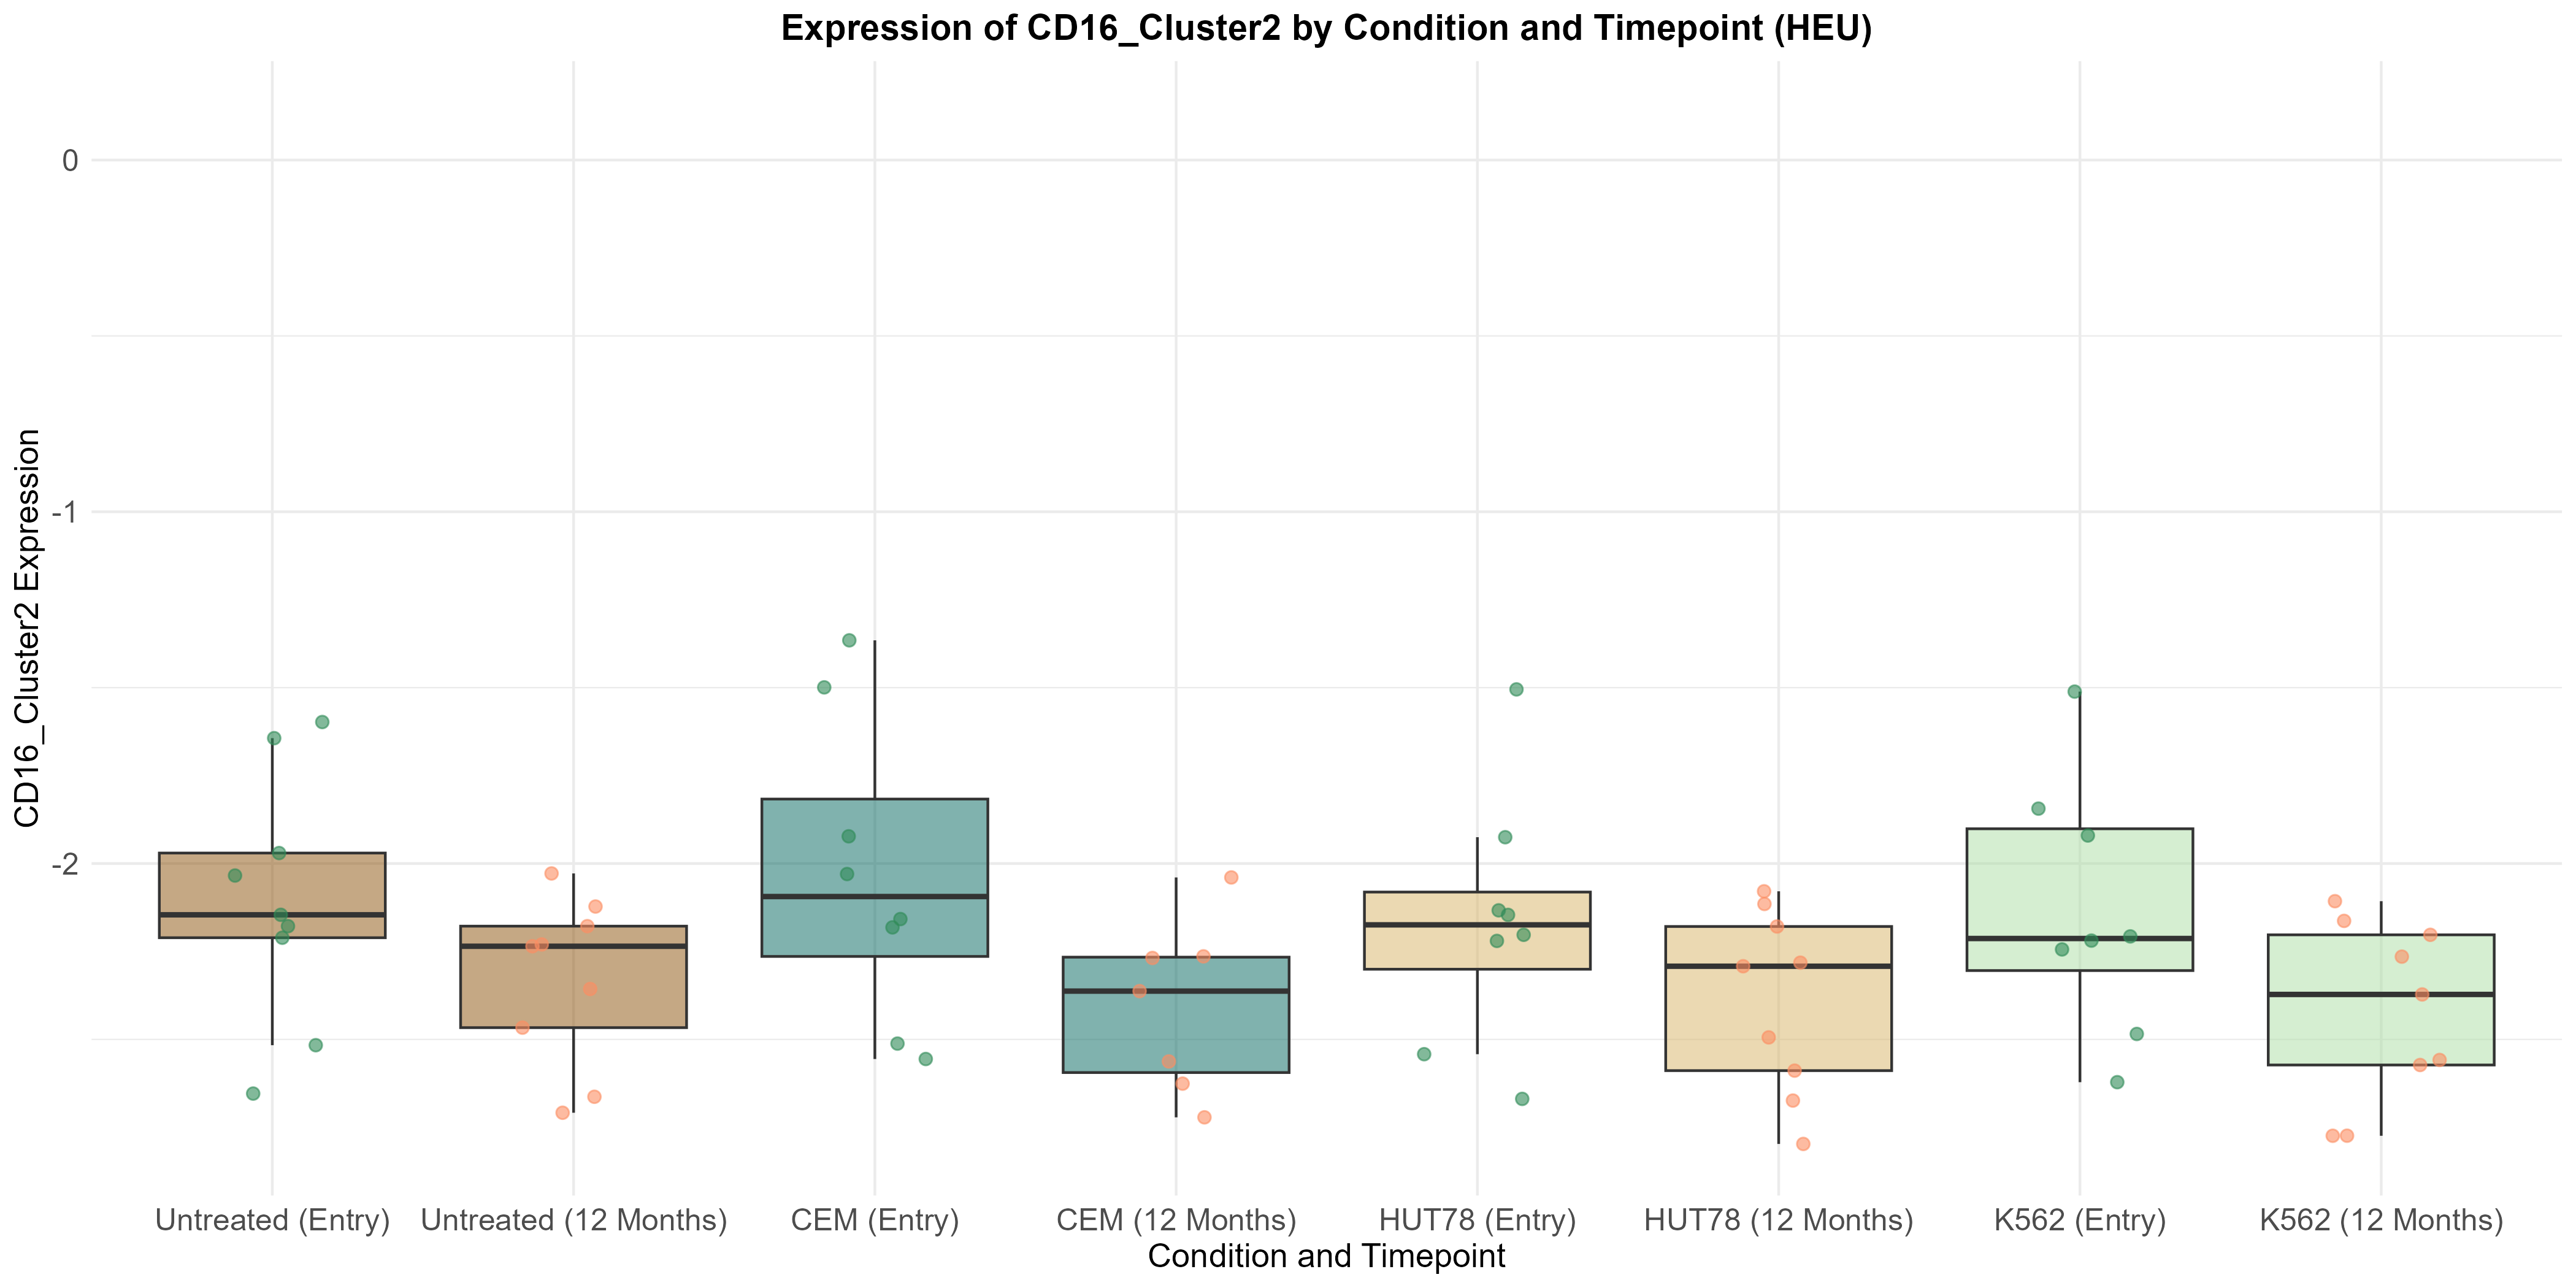 Expression of CD16_Cluster2 by Condition and Timepoint (HEU)
CD16_Cluster2 Expression
0
-1
-2
Untreated (Entry)
Untreated (12 Months)
CEM (Entry)
CEM (12 Months)
HUT78 (Entry)
HUT78 (12 Months)
K562 (Entry)
K562 (12 Months)
Condition and Timepoint